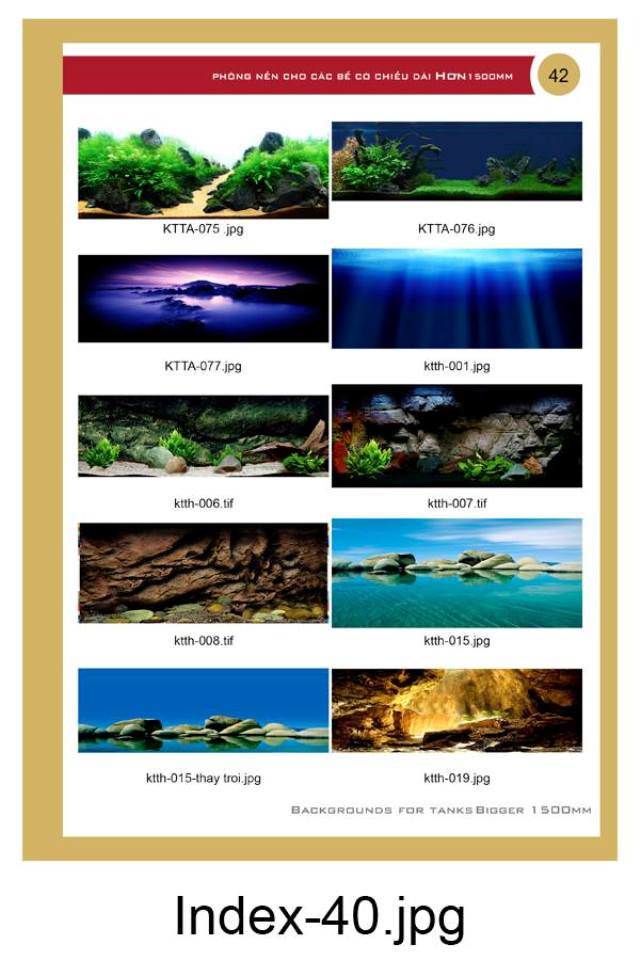 PHÔNG NỀN CHO CÁC BỂ CÓ CHIỀU DÀI HƠN 1500MM
42
KTTA-075 .jpg
KTTA-076.jpg
KTTA-077.jpg
ktth-001.jpg
ktth-006.tif
ktth-007.tif
ktth-008.tif
ktth-015.jpg
ktth-015-thay troi.jpg
ktth-019.jpg
BACKGROUNDS FOR TANKS BIGGER 1500MM
Index-40.jpg